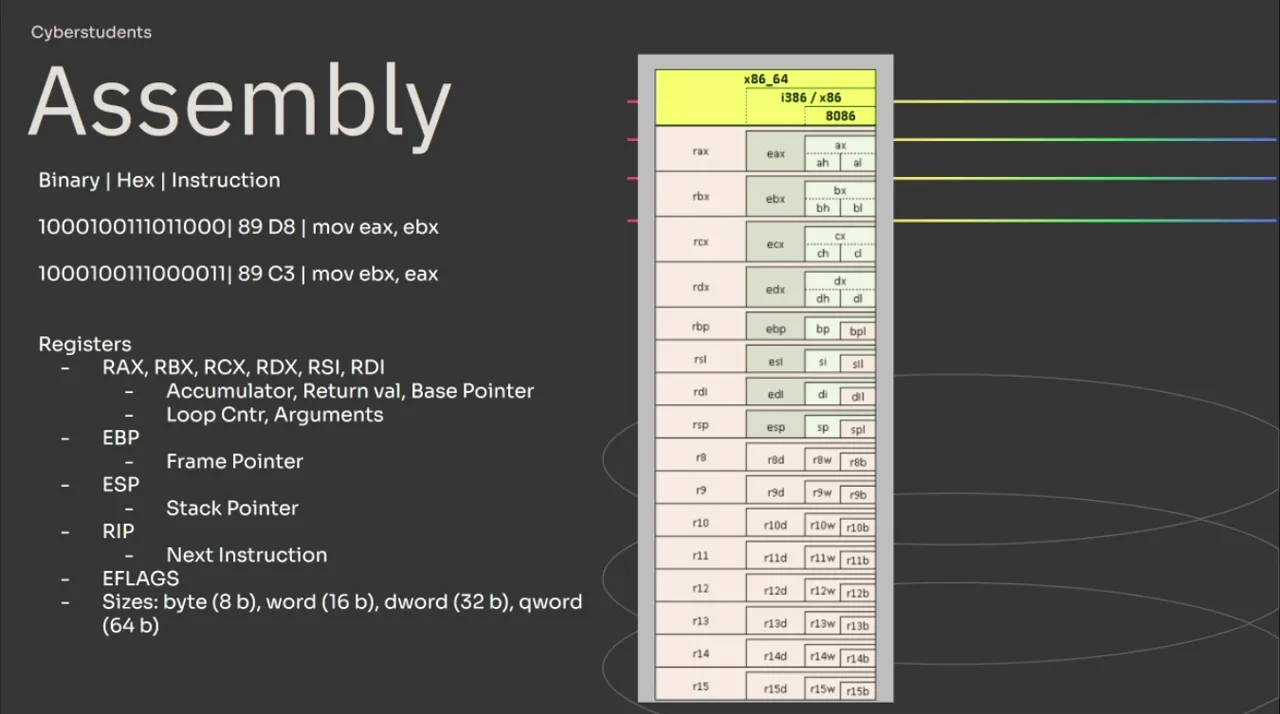 Cyberstudents
Assembly
Binary | Hex | Instruction
1000100111011000| 89 D8 | mov eax, ebx
1000100111000011| 89 C3 | mov ebx, eax
Registers
- RAX, RBX, RCX, RDX, RSI, RDI
- Accumulator, Return val, Base Pointer
- Loop Cntr, Arguments
- EBP
- Frame Pointer
- ESP
- Stack Pointer
- RIP
- Next Instruction
- EFLAGS
- Sizes: byte (8 b), word (16 b), dword (32 b), qword
(64 b)
x86_64
i386 / x86
8086
rax eax ax
ah al
rbx ebx bx
bh bl
rcx ecx cx
ch cl
rdx edx dx
dh dl
rbp ebp bp bpl
rsi esi si sil
rdi edi di dil
rsp esp sp spl
r8 r8d r8w r8b
r9 r9d r9w r9b
r10 r10d r10w r10b
r11 r11d r11w r11b
r12 r12d r12w r12b
r13 r13d r13w r13b
r14 r14d r14w r14b
r15 r15d r15w r15b